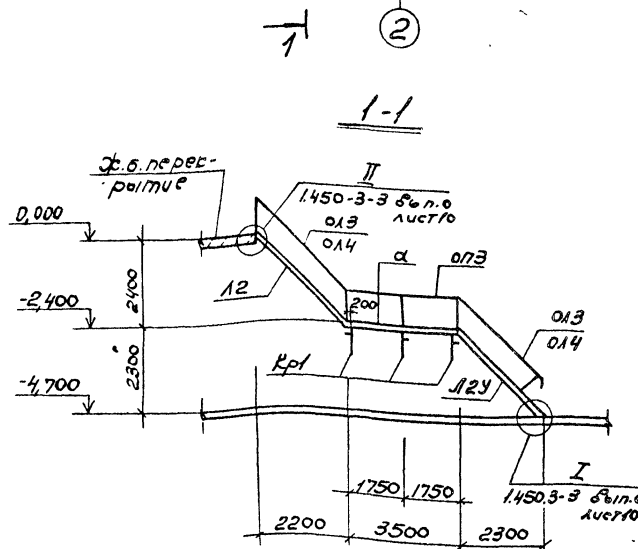 1
2
1-1
Ж.б. перек-
рытие
II
1.450-3-3 вып.0
лист10
0,000
ОЛ3
ОЛ4
α
ОП3
Л2
200
2400
-2,400
ОЛ3
ОЛ4
2300
Кр1
Л2У
-4,700
I
1750
1750
1.450.3-3 вып.0
лист10
2200
3500
2300